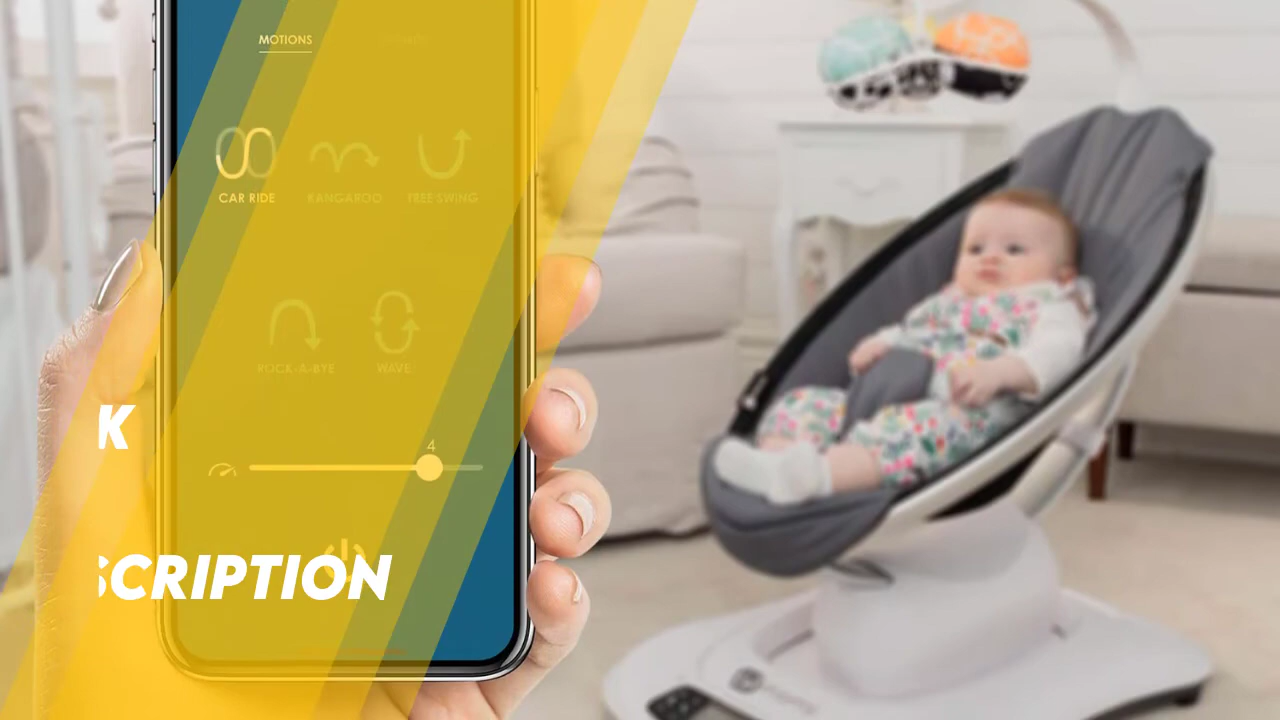 MOTIONS
CAR RIDE
KANGAROO
TREE SWING
ROCK-A-BYE
WAVE
4
K
SCRIPTION